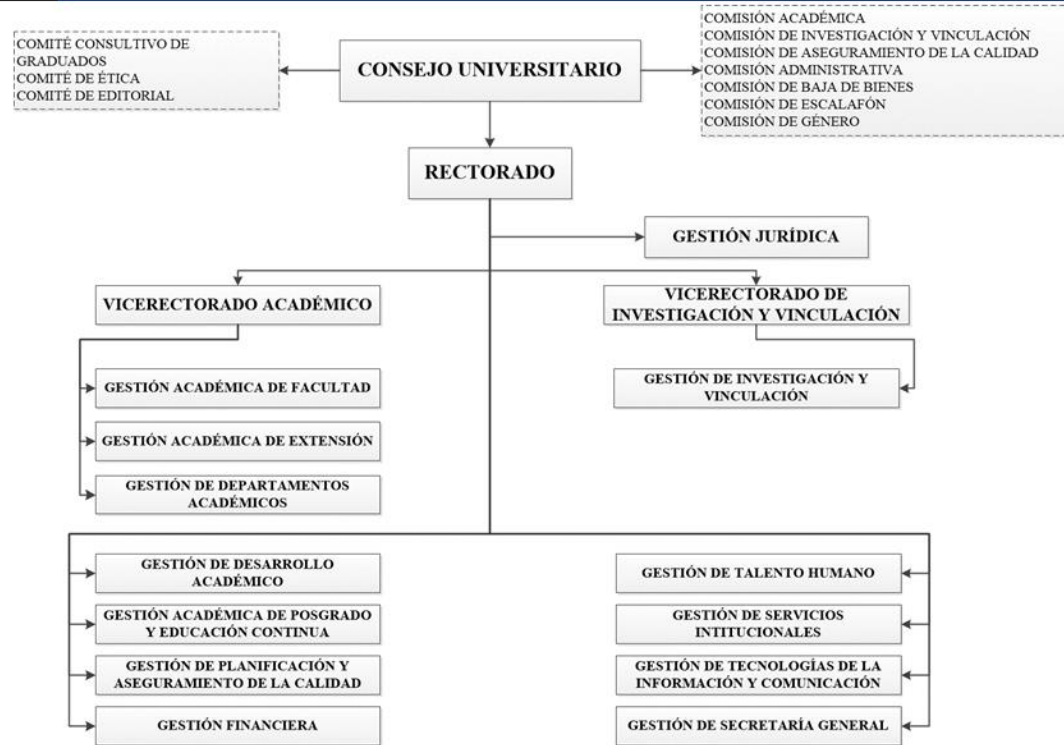 COMITÉ CONSULTIVO DE
GRADUADOS
COMITÉ DE ÉTICA
COMITÉ DE EDITORIAL
CONSEJO UNIVERSITARIO
COMISIÓN ACADÉMICA
COMISIÓN DE INVESTIGACIÓN Y VINCULACIÓN
COMISIÓN DE ASEGURAMIENTO DE LA CALIDAD
COMISIÓN ADMINISTRATIVA
COMISIÓN DE BAJA DE BIENES
COMISIÓN DE ESCALAFÓN
COMISIÓN DE GÉNERO
RECTORADO
GESTIÓN JURÍDICA
VICERECTORADO ACADÉMICO
VICERECTORADO DE
INVESTIGACIÓN Y VINCULACIÓN
GESTIÓN ACADÉMICA DE FACULTAD
GESTIÓN ACADÉMICA DE EXTENSIÓN
GESTIÓN DE DEPARTAMENTOS
ACADÉMICOS
GESTIÓN DE INVESTIGACIÓN Y
VINCULACIÓN
GESTIÓN DE DESARROLLO
ACADÉMICO
GESTIÓN ACADÉMICA DE POSGRADO
Y EDUCACIÓN CONTINUA
GESTIÓN DE PLANIFICACIÓN Y
ASEGURAMIENTO DE LA CALIDAD
GESTIÓN FINANCIERA
GESTIÓN DE TALENTO HUMANO
GESTIÓN DE SERVICIOS
INTITUCIONALES
GESTIÓN DE TECNOLOGÍAS DE LA
INFORMACIÓN Y COMUNICACIÓN
GESTIÓN DE SECRETARÍA GENERAL